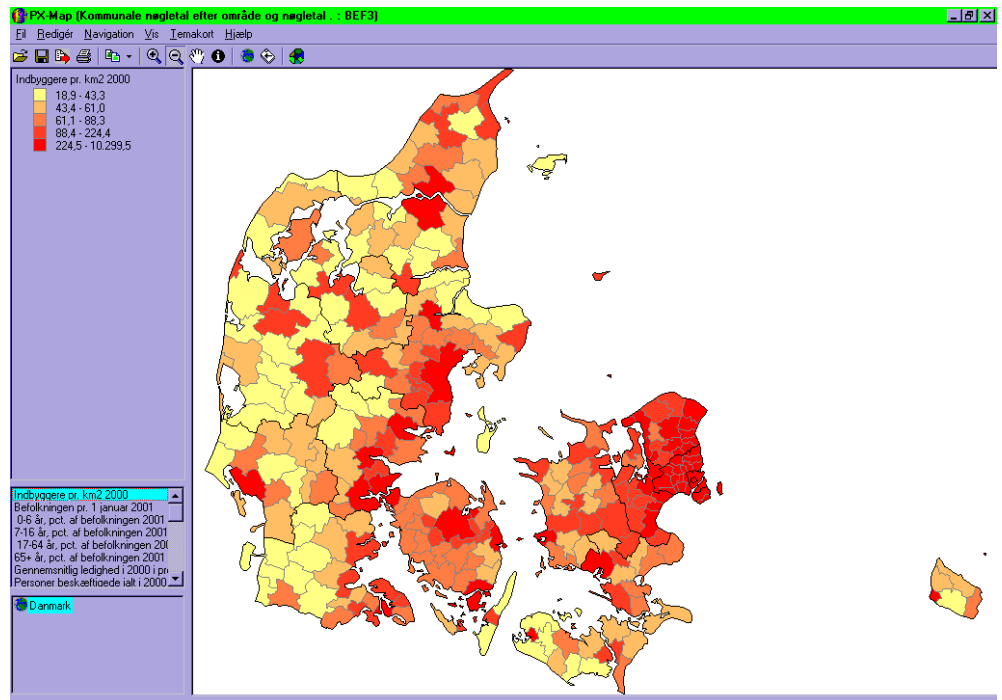 PX-Map (Kommunale nøgletal efter område og nøgletal . : BEF3)
Fil Redigér Navigation Vis Temakort Hjælp
Indbyggere pr. km2 2000
18,9 - 43,3
43,4 - 61,0
61,1 - 88,3
88,4 - 224,4
224,5 - 10.299,5
Indbyggere pr. km2 2000
Befolkningen pr. 1 januar 2001
0-6 år, pct. af befolkningen 2001
7-16 år, pct. af befolkningen 2001
17-64 år, pct. af befolkningen 200
65+ år, pct. af befolkningen 2001
Gennemsnitlig ledighed i 2000 i pr
Personer beskæftigede ialt i 2000
Danmark